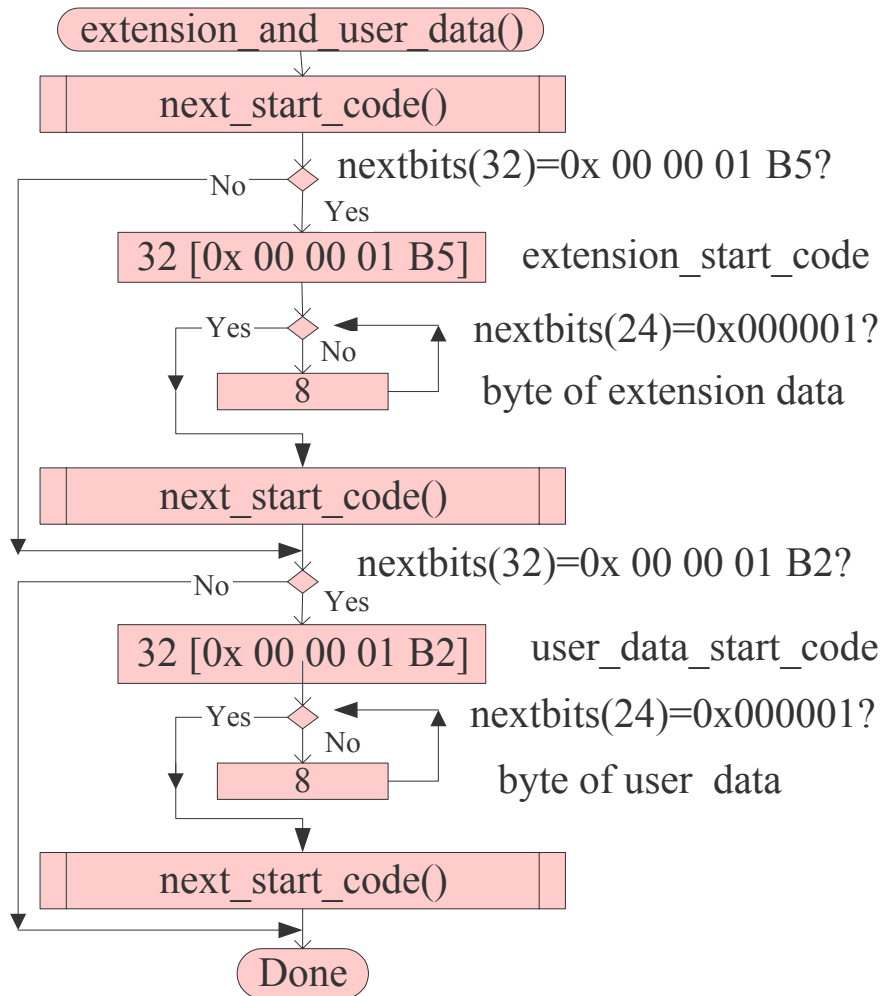 extension_and_user_data()
next_start_code()
nextbits(32)=0x 00 00 01 B5?
No
Yes
32 [0x 00 00 01 B5] extension_start_code
Yes nextbits(24)=0x000001?
No
8 byte of extension data
next_start_code()
nextbits(32)=0x 00 00 01 B2?
No
Yes
32 [0x 00 00 01 B2] user_data_start_code
Yes nextbits(24)=0x000001?
No
8 byte of user data
next_start_code()
Done